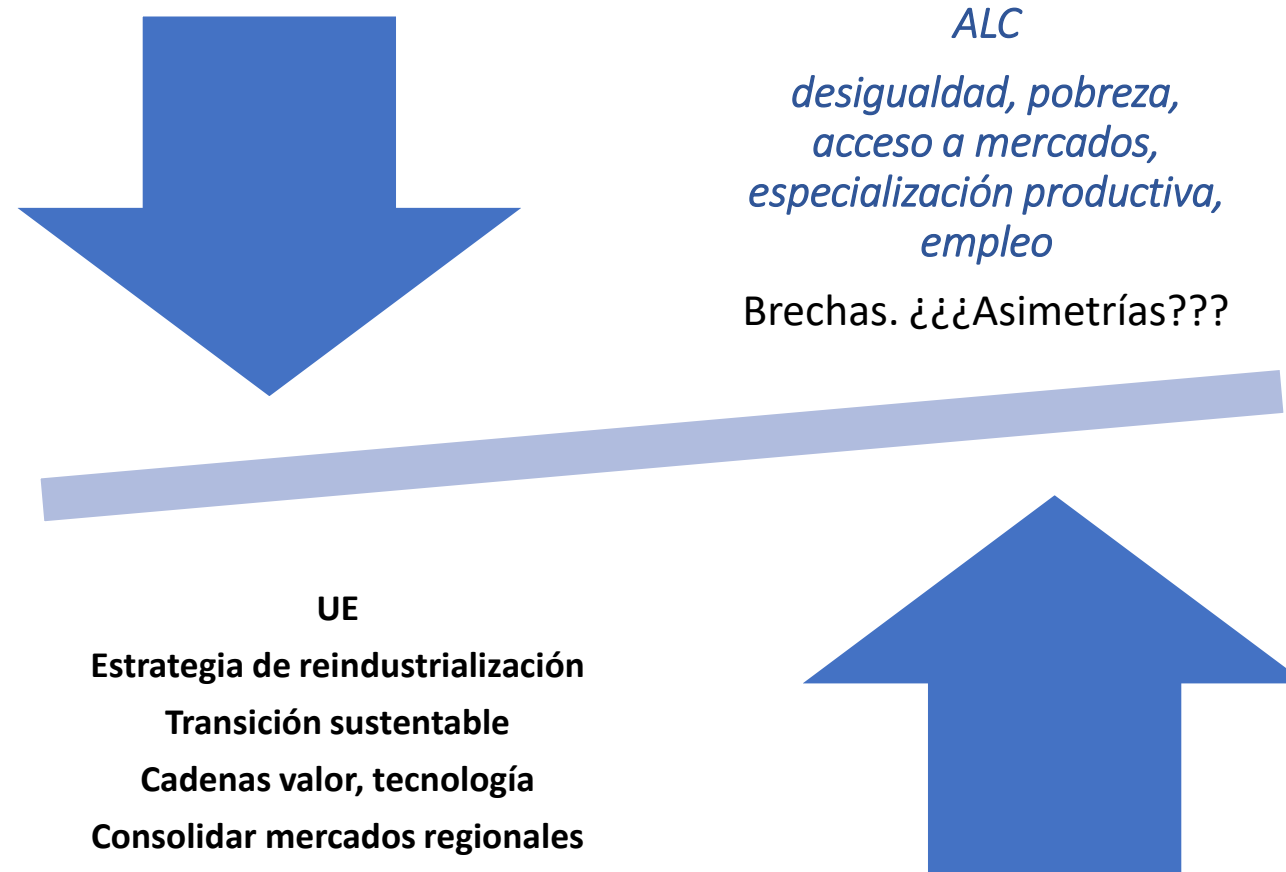 ALC
desigualdad, pobreza,
acceso a mercados,
especialización productiva,
empleo
Brechas. ¿¿¿Asimetrías???
UE
Estrategia de reindustrialización
Transición sustentable
Cadenas valor, tecnología
Consolidar mercados regionales